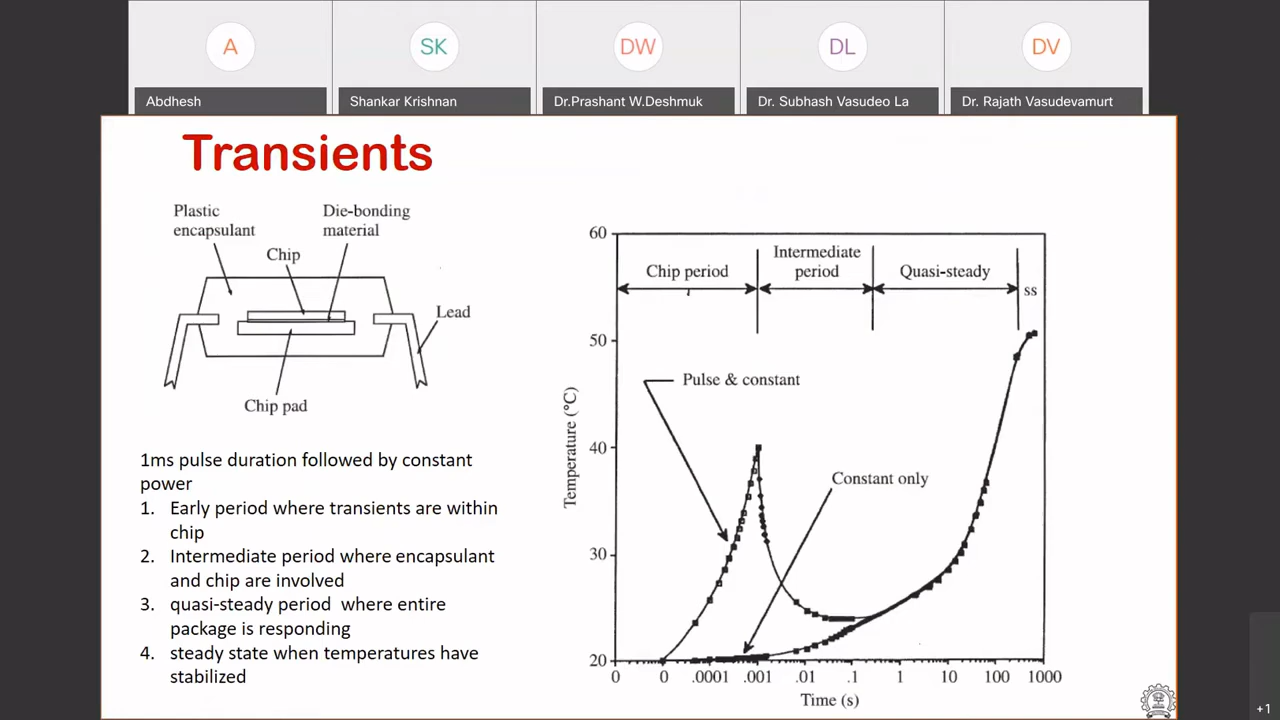 A
SK
DW
DL
DV
Abdhesh
Shankar Krishnan
Dr.Prashant W.Deshmuk
Dr. Subhash Vasudeo La
Dr. Rajath Vasudevamurt
Transients
Plastic
encapsulant
Die-bonding
material
Chip
Lead
Chip pad
1ms pulse duration followed by constant
power
1. Early period where transients are within
chip
2. Intermediate period where encapsulant
and chip are involved
3. quasi-steady period where entire
package is responding
4. steady state when temperatures have
stabilized
60
50
40
30
20
Temperature (°C)
Chip period
Intermediate
period
Quasi-steady
ss
Pulse & constant
Constant only
0 0 .0001 .001 .01 .1 1 10 100 1000
Time (s)
+1